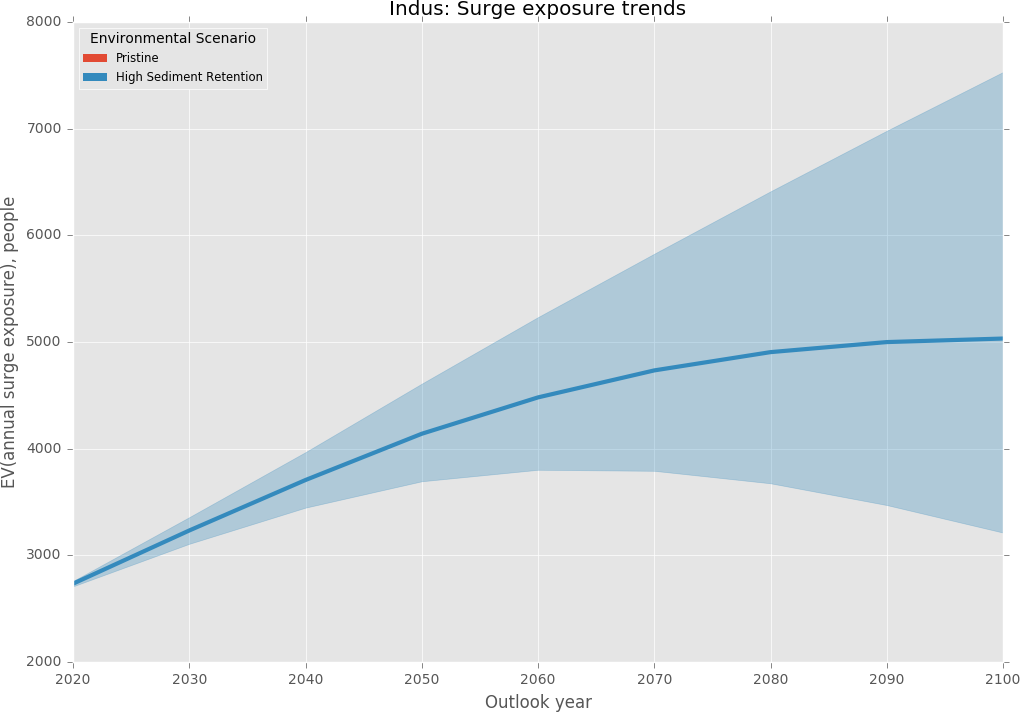 Indus: Surge exposure trends
8000
7000
6000
5000
4000
3000
2000
EV(annual surge exposure), people
Environmental Scenario
Pristine
High Sediment Retention
2020 2030 2040 2050 2060 2070 2080 2090 2100
Outlook year